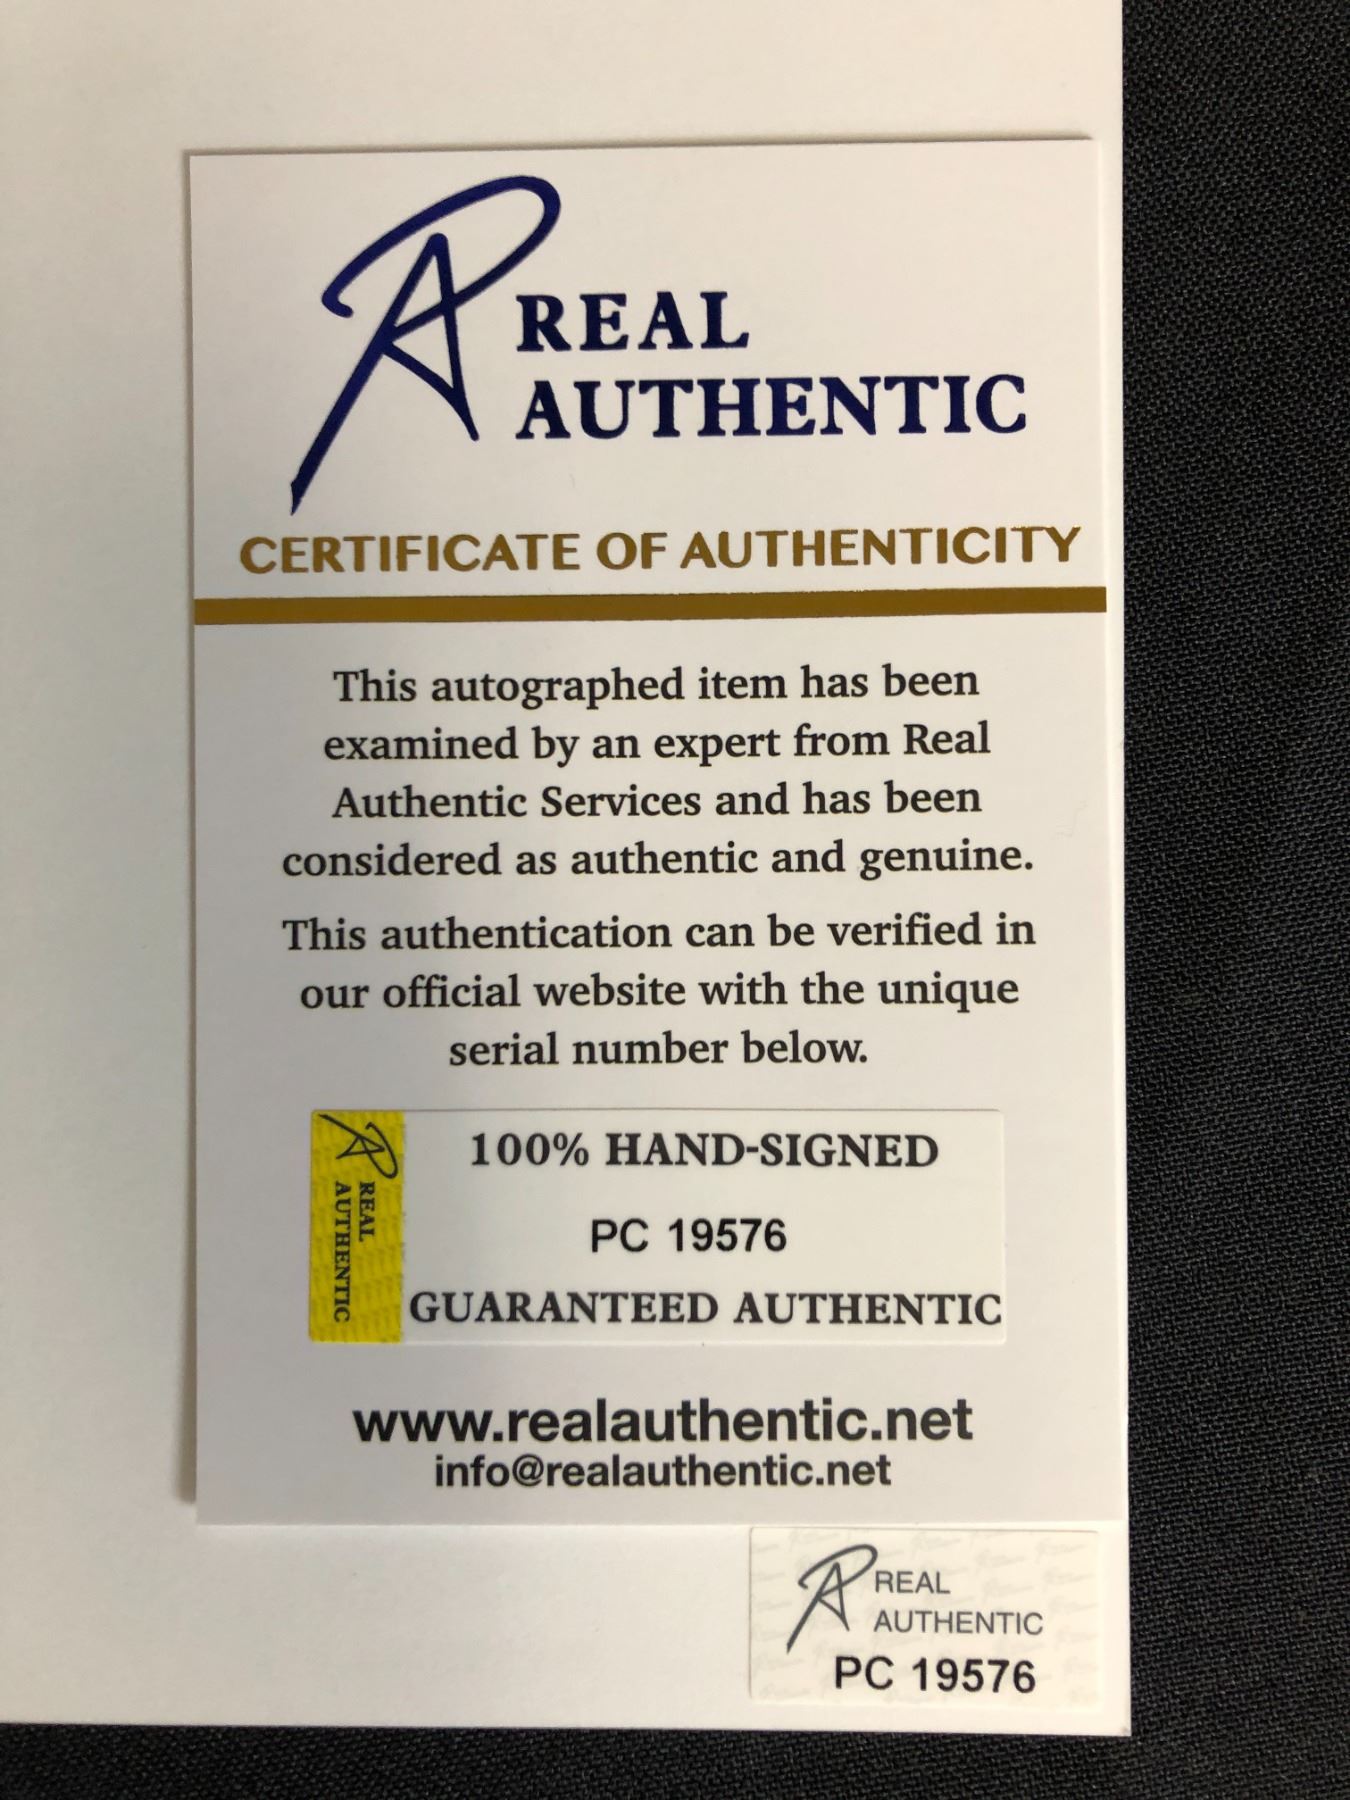 REAL
AUTHENTIC
CERTIFICATE OF AUTHENTICITY
This autographed item has been
examined by an expert from Real
Authentic Services and has been
considered as authentic and genuine.
This authentication can be verified in
our official website with the unique
serial number below.
REAL
AUTHENTIC
100% HAND-SIGNED
PC 19576
GUARANTEED AUTHENTIC
www.realauthentic.net
info@realauthentic.net
REAL
AUTHENTIC
PC 19576